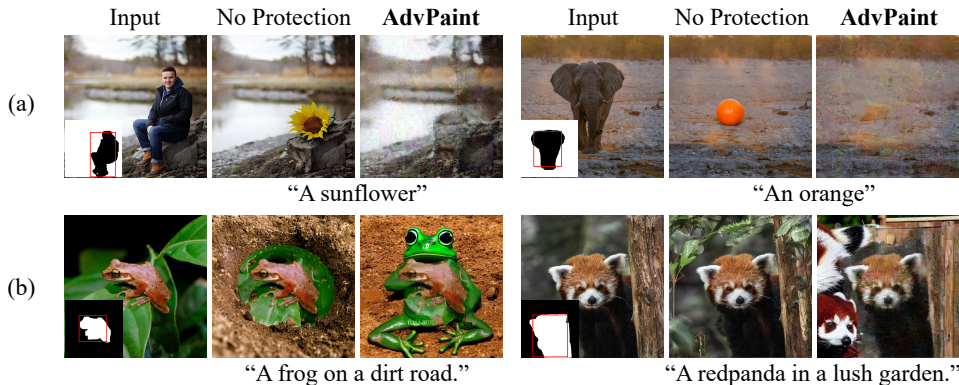 Input No Protection AdvPaint Input No Protection AdvPaint
(a)
“A sunflower” “An orange”
(b)
“A frog on a dirt road.” “A redpanda in a lush garden.”